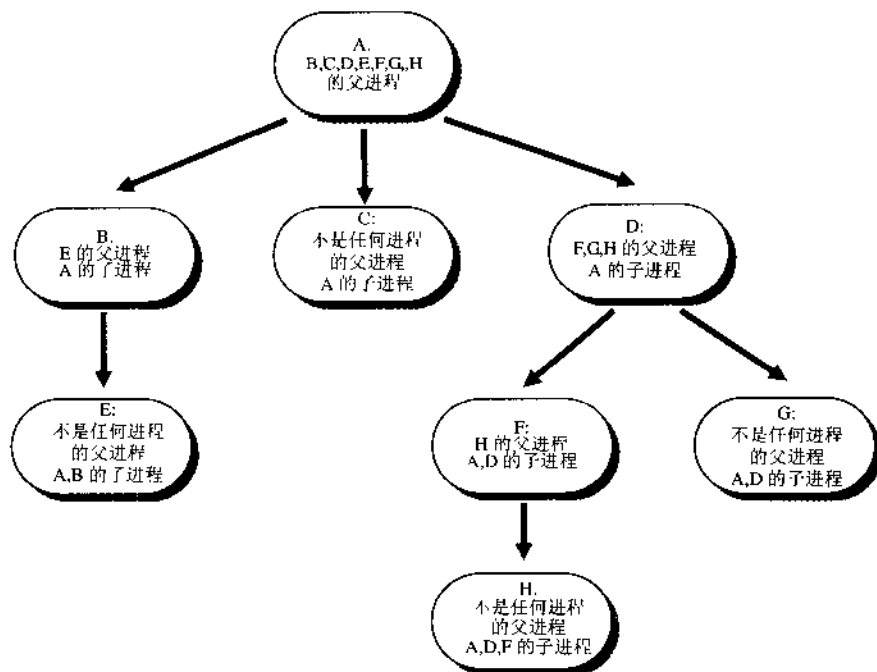 A.
B,C,D,E,F,G,,H
的父进程
B.
E 的父进程
A 的子进程
C:
不是任何进程
的父进程
A 的子进程
D:
F,G,H 的父进程
A 的子进程
E:
不是任何进程
的父进程
A,B 的子进程
F:
H 的父进程
A,D 的子进程
G:
不是任何进程
的父进程
A,D 的子进程
H.
不是任何进程
的父进程
A,D,F 的子进程